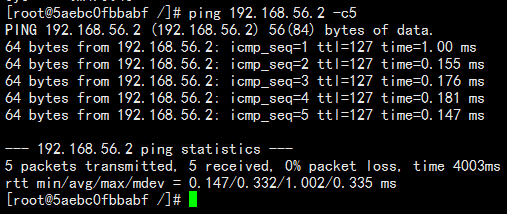 [root@5aebc0fbbabf /]# ping 192.168.56.2 -c5
PING 192.168.56.2 (192.168.56.2) 56(84) bytes of data.
64 bytes from 192.168.56.2: icmp_seq=1 ttl=127 time=1.00 ms
64 bytes from 192.168.56.2: icmp_seq=2 ttl=127 time=0.155 ms
64 bytes from 192.168.56.2: icmp_seq=3 ttl=127 time=0.176 ms
64 bytes from 192.168.56.2: icmp_seq=4 ttl=127 time=0.181 ms
64 bytes from 192.168.56.2: icmp_seq=5 ttl=127 time=0.147 ms
--- 192.168.56.2 ping statistics ---
5 packets transmitted, 5 received, 0% packet loss, time 4003ms
rtt min/avg/max/mdev = 0.147/0.332/1.002/0.335 ms
[root@5aebc0fbbabf /]#